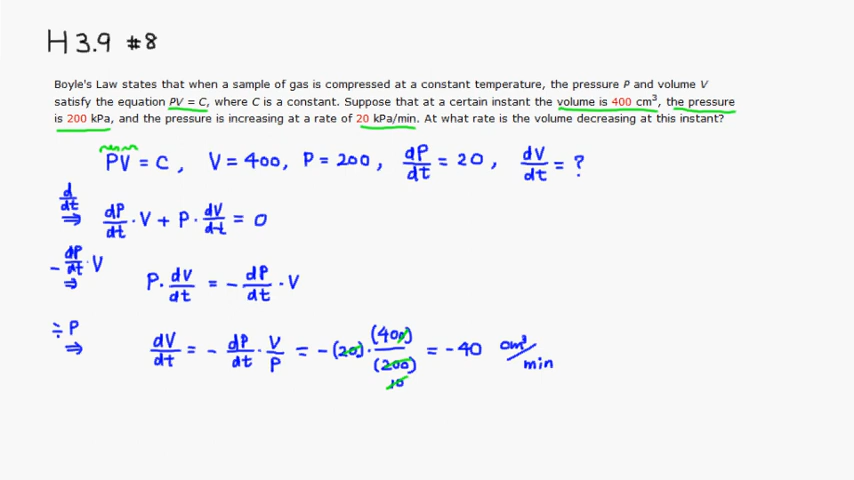 H 3.9 #8
Boyle's Law states that when a sample of gas is compressed at a constant temperature, the pressure P and volume V
satisfy the equation PV = C, where C is a constant. Suppose that at a certain instant the volume is 400 cm³, the pressure
is 200 kPa, and the pressure is increasing at a rate of 20 kPa/min. At what rate is the volume decreasing at this instant?
PV = C, V = 400, P = 200, dP/dt = 20, dV/dt = ?
d/dt ⇒ dP/dt · V + P · dV/dt = 0
- dP/dt · V ⇒ P · dV/dt = - dP/dt · V
÷ P ⇒ dV/dt = - dP/dt · V/P = - (20) · (400)/(200) = -40 cm³/min
10